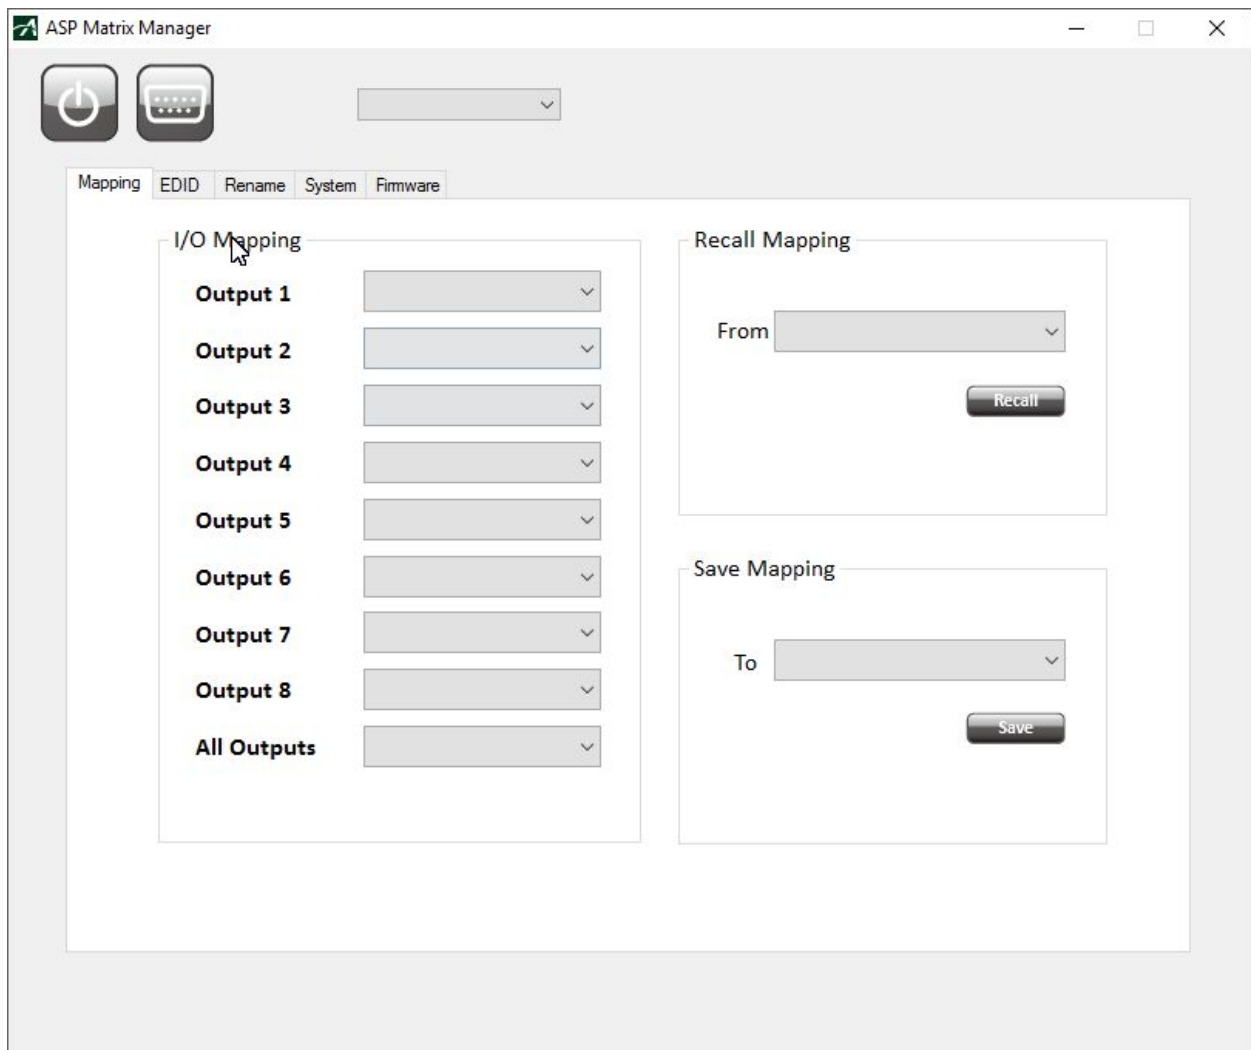 ASP Matrix Manager
Mapping EDID Rename System Firmware
I/O Mapping
Output 1
Output 2
Output 3
Output 4
Output 5
Output 6
Output 7
Output 8
All Outputs
Recall Mapping
From
Recall
Save Mapping
To
Save